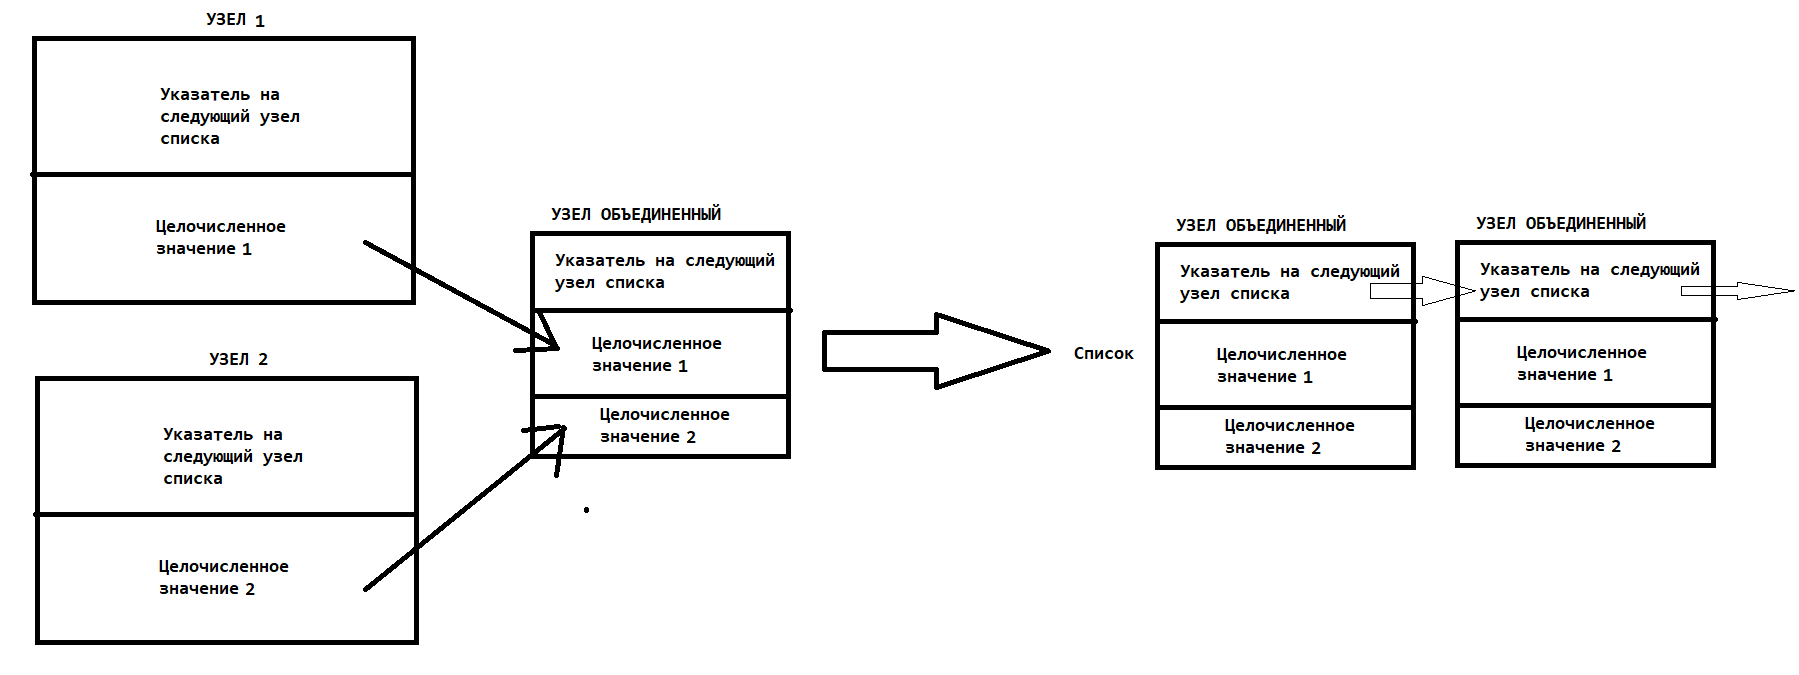 УЗЕЛ 1
Указатель на
следующий узел
списка
Целочисленное
значение 1
УЗЕЛ 2
Указатель на
следующий узел
списка
Целочисленное
значение 2
УЗЕЛ ОБЪЕДИНЕННЫЙ
Указатель на следующий
узел списка
Целочисленное
значение 1
Целочисленное
значение 2
Список
УЗЕЛ ОБЪЕДИНЕННЫЙ
Указатель на следующий
узел списка
Целочисленное
значение 1
Целочисленное
значение 2
УЗЕЛ ОБЪЕДИНЕННЫЙ
Указатель на следующий
узел списка
Целочисленное
значение 1
Целочисленное
значение 2